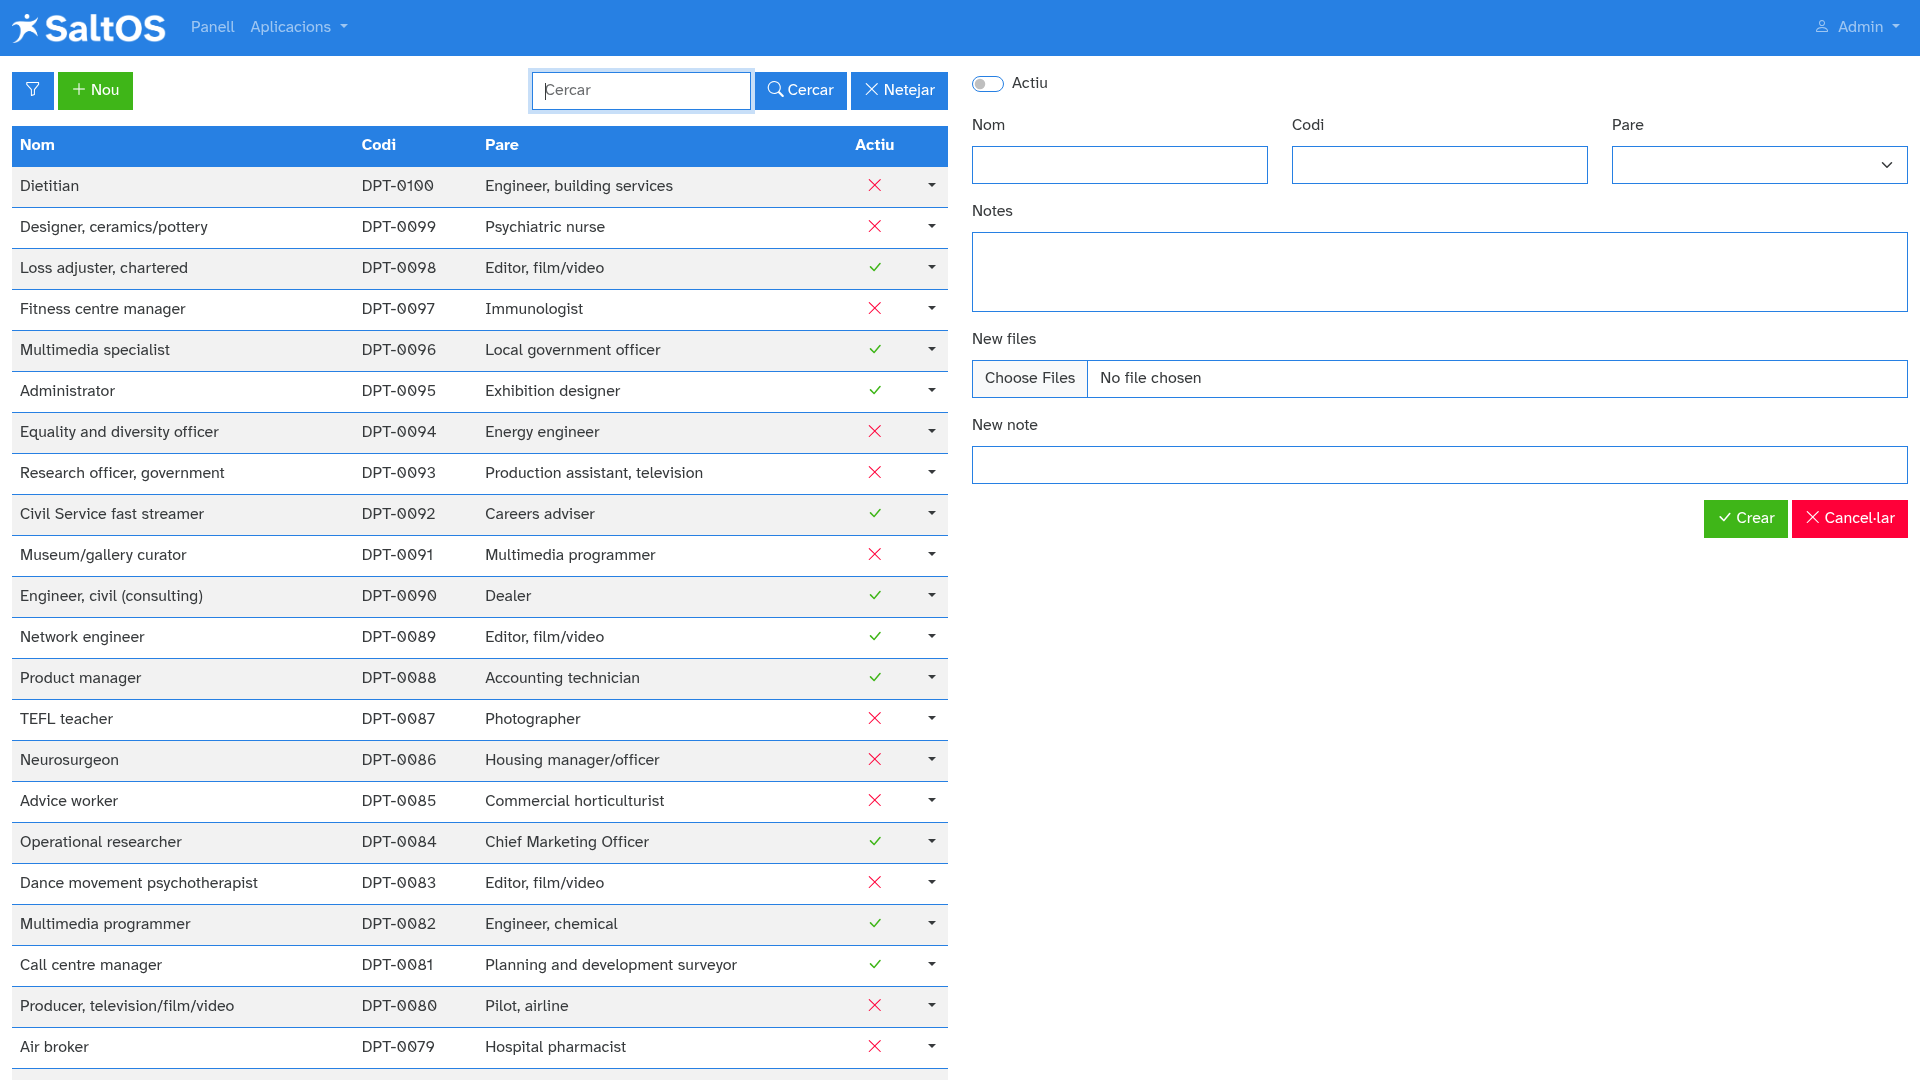 SaltOS
Panell Aplicacions
Admin
Nou
Cercar Cercar Netejar
Nom Codi Pare Actiu
Dietitian DPT-0100 Engineer, building services
Designer, ceramics/pottery DPT-0099 Psychiatric nurse
Loss adjuster, chartered DPT-0098 Editor, film/video
Fitness centre manager DPT-0097 Immunologist
Multimedia specialist DPT-0096 Local government officer
Administrator DPT-0095 Exhibition designer
Equality and diversity officer DPT-0094 Energy engineer
Research officer, government DPT-0093 Production assistant, television
Civil Service fast streamer DPT-0092 Careers adviser
Museum/gallery curator DPT-0091 Multimedia programmer
Engineer, civil (consulting) DPT-0090 Dealer
Network engineer DPT-0089 Editor, film/video
Product manager DPT-0088 Accounting technician
TEFL teacher DPT-0087 Photographer
Neurosurgeon DPT-0086 Housing manager/officer
Advice worker DPT-0085 Commercial horticulturist
Operational researcher DPT-0084 Chief Marketing Officer
Dance movement psychotherapist DPT-0083 Editor, film/video
Multimedia programmer DPT-0082 Engineer, chemical
Call centre manager DPT-0081 Planning and development surveyor
Producer, television/film/video DPT-0080 Pilot, airline
Air broker DPT-0079 Hospital pharmacist
Actiu
Nom Codi Pare
Notes
New files
Choose Files No file chosen
New note
Crear Cancel·lar